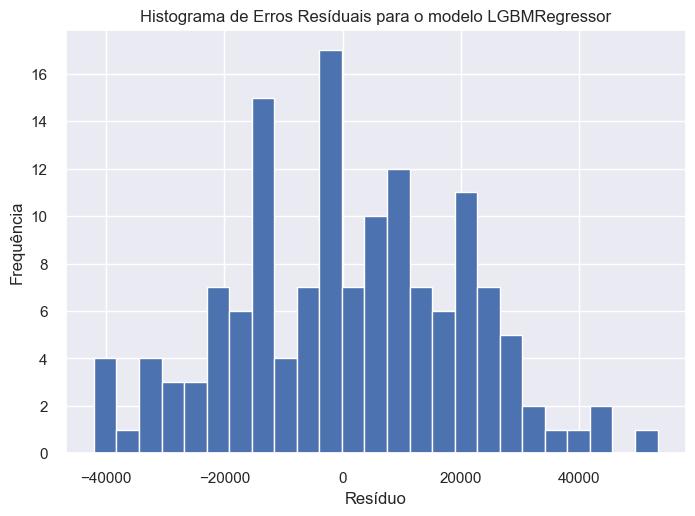 Histograma de Erros Resíduais para o modelo LGBMRegressor
16
14
12
10
8
6
4
2
0
Frequência
−40000 −20000 0 20000 40000
Resíduo